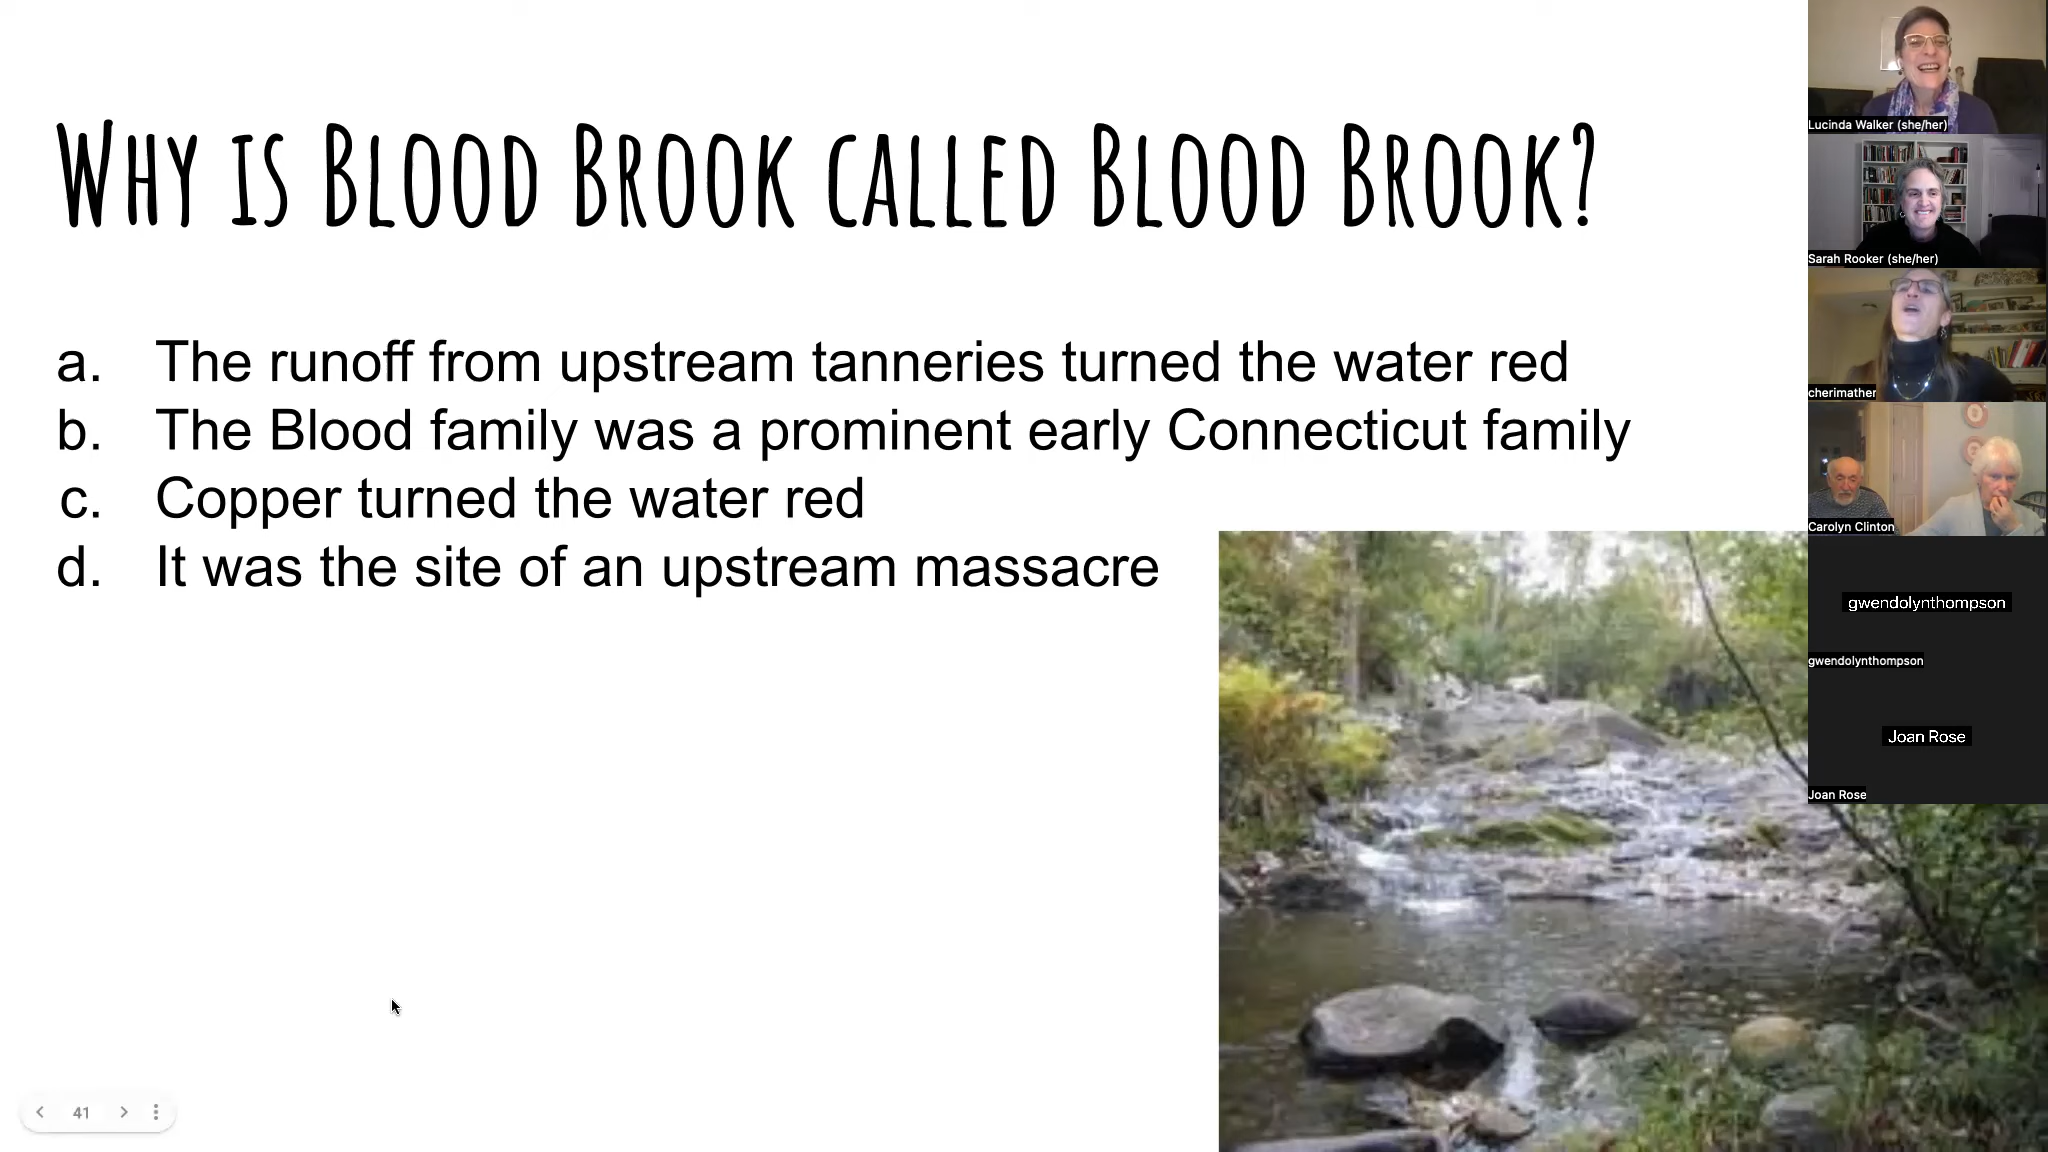 Why is Blood Brook called Blood Brook?
a. The runoff from upstream tanneries turned the water red
b. The Blood family was a prominent early Connecticut family
c. Copper turned the water red
d. It was the site of an upstream massacre
41
Lucinda Walker (she/her)
Sarah Rooker (she/her)
cherimather
Carolyn Clinton
gwendolynthompson
gwendolynthompson
Joan Rose
Joan Rose